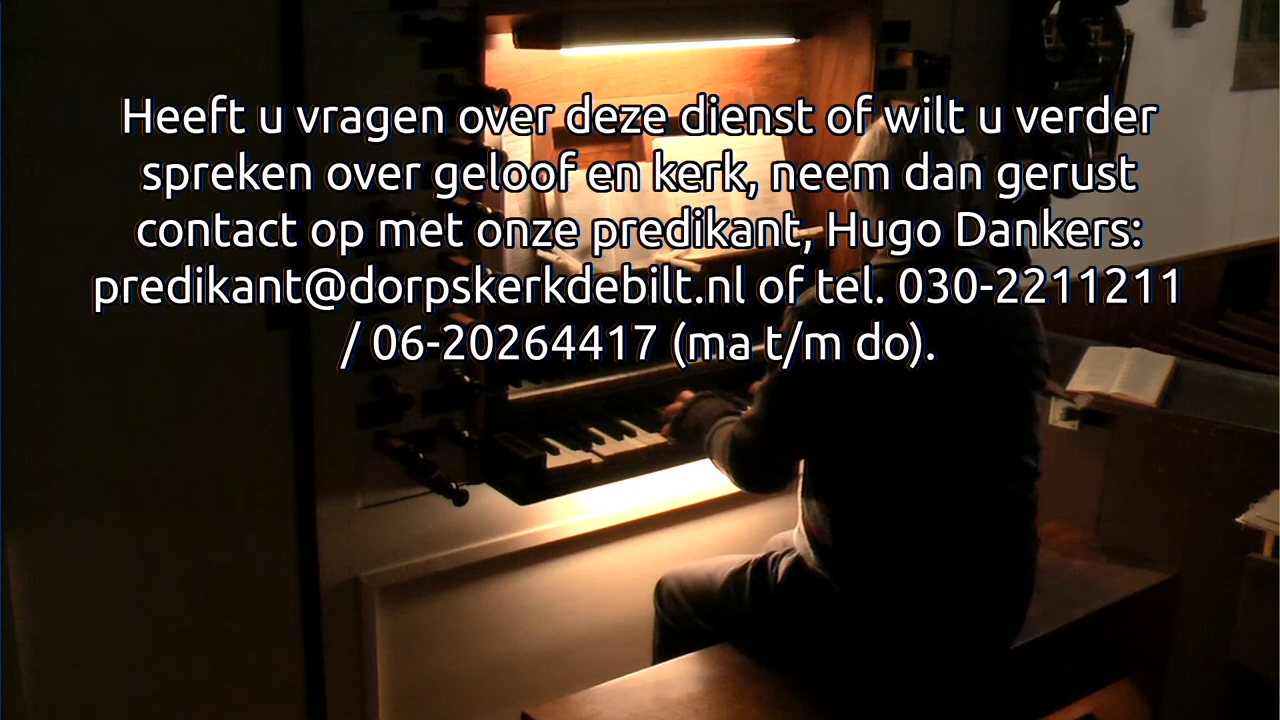 Heeft u vragen over deze dienst of wilt u verder
spreken over geloof en kerk, neem dan gerust
contact op met onze predikant, Hugo Dankers:
predikant@dorpskerkdebilt.nl of tel. 030-2211211
/ 06-20264417 (ma t/m do).